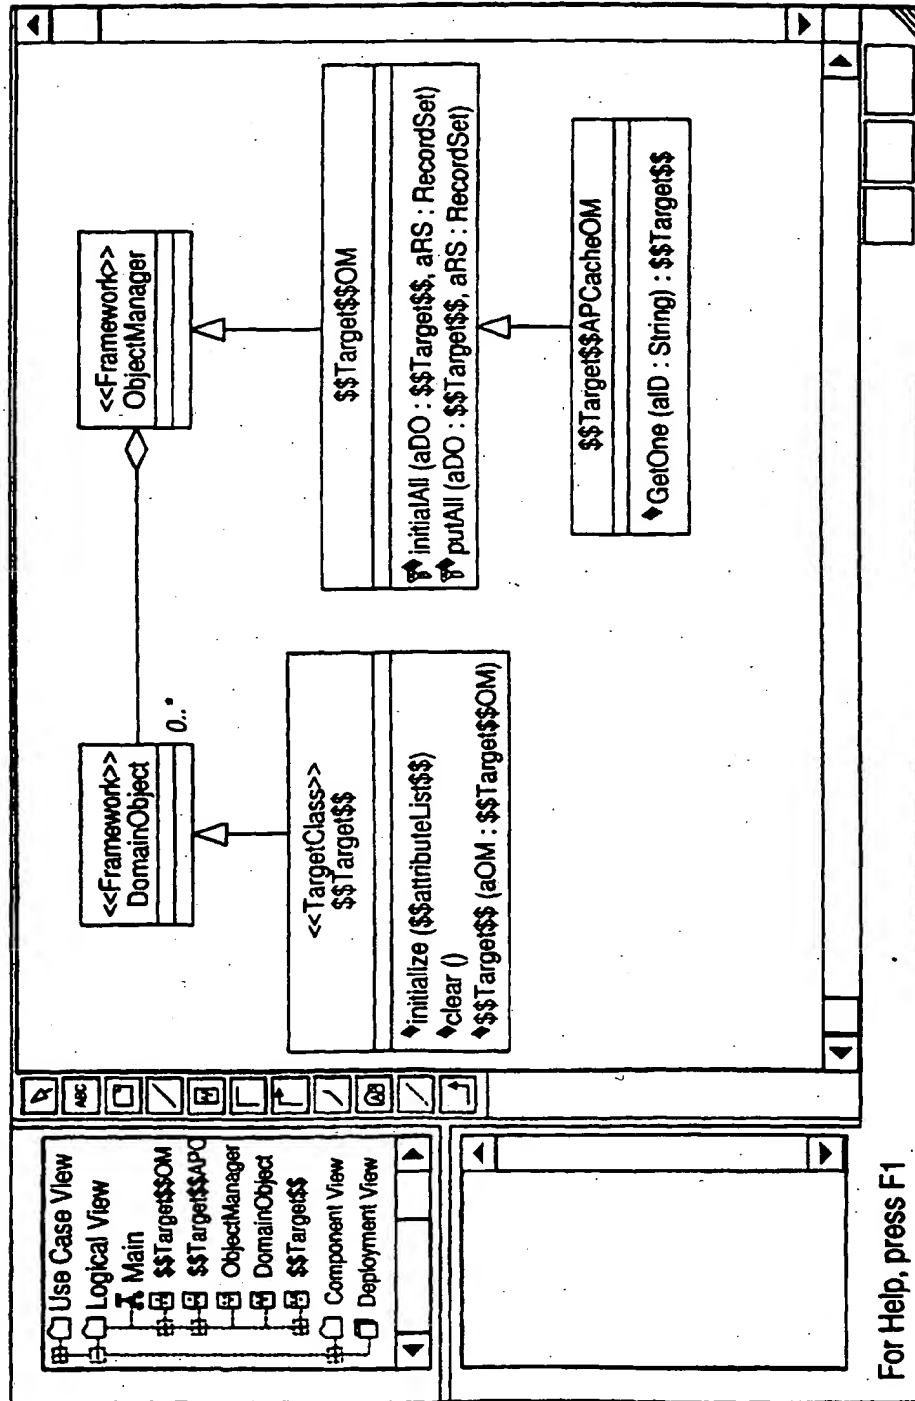 Use Case View
Logical View
Main
$$Target$$OM
$$Target$$APC
ObjectManager
DomainObject
$$Target$$
Component View
Deployment View
ABC
<<Framework>>
DomainObject
0..*
<<Framework>>
ObjectManager
<<TargetClass>>
$$Target$$
initialize ($$attributeList$$)
clear ()
$$Target$$ (aOM : $$Target$$OM)
$$Target$$OM
initialAll (aDO : $$Target$$, aRS : RecordSet)
putAll (aDO : $$Target$$, aRS : RecordSet)
$$Target$$APCacheOM
GetOne (aID : String) : $$Target$$
For Help, press F1